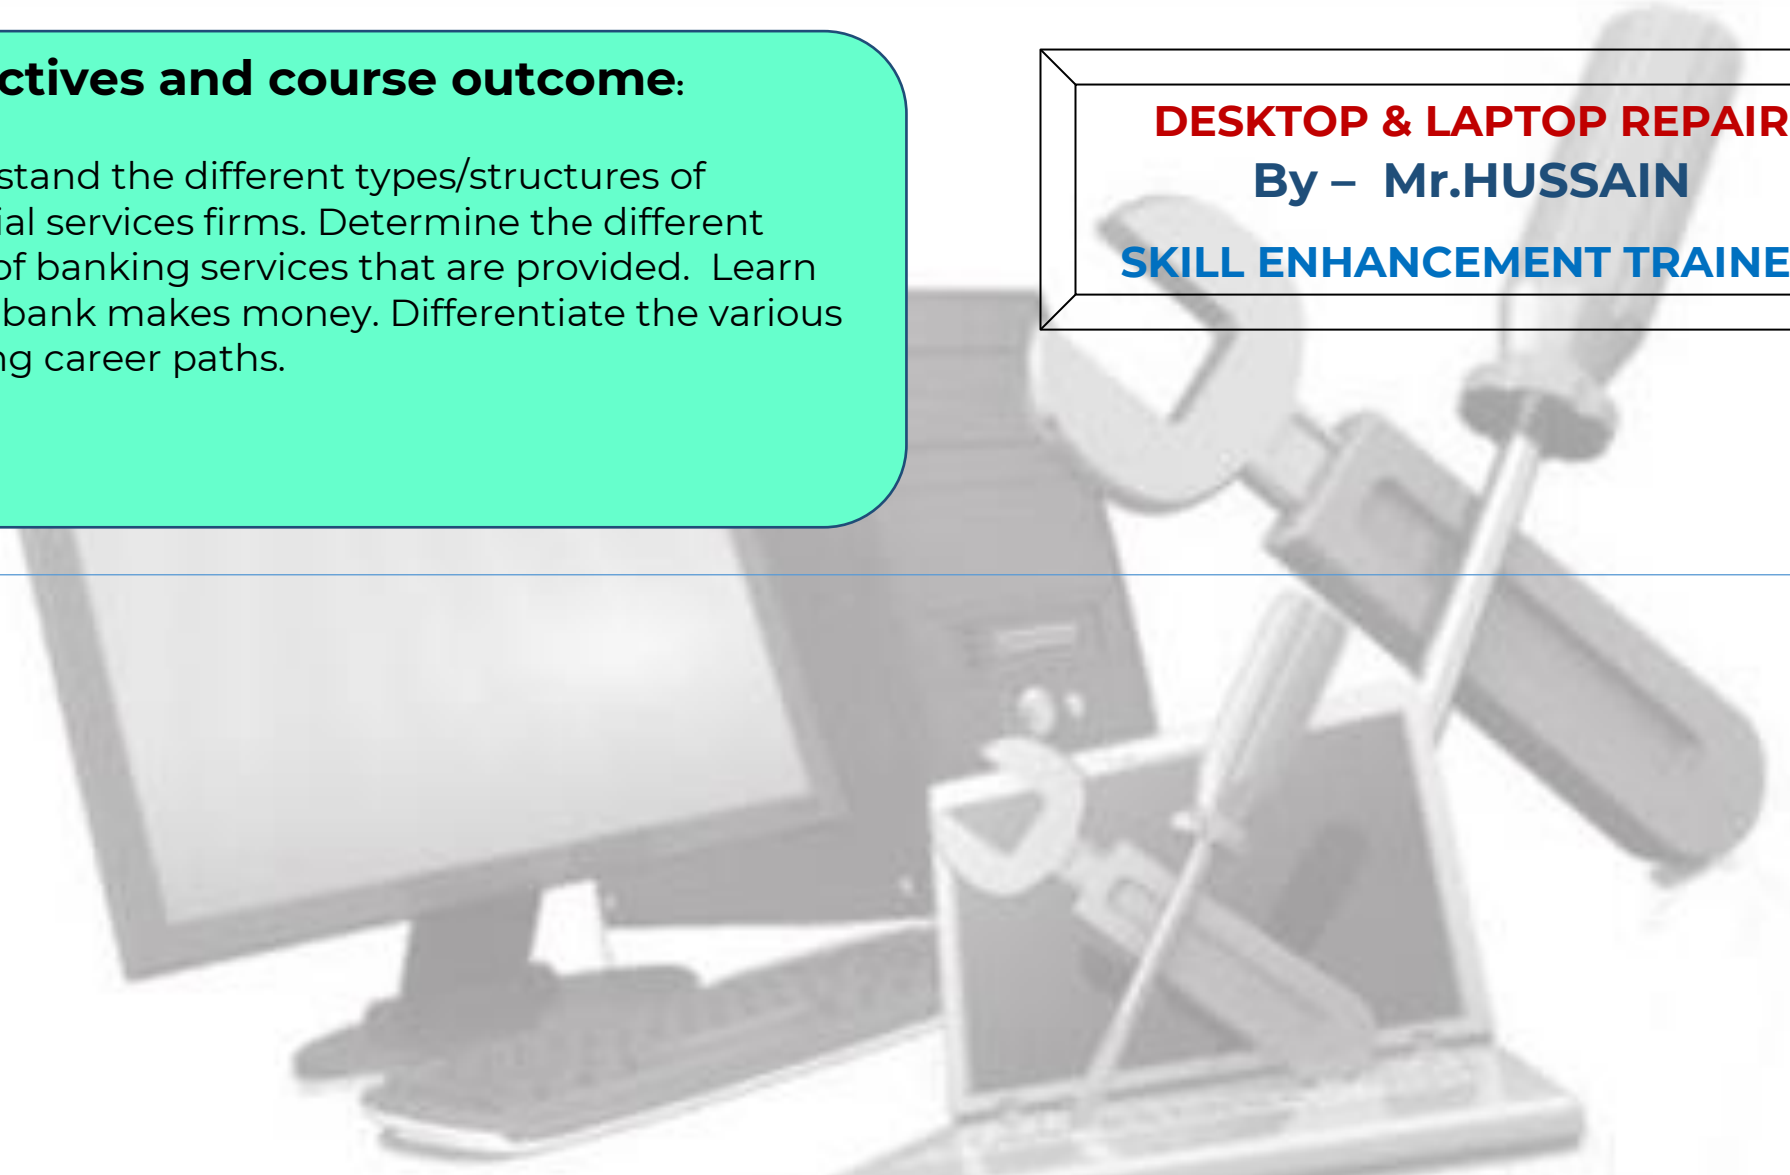 ctives and course outcome:
stand the different types/structures of
ial services firms. Determine the different
of banking services that are provided.  Learn
bank makes money. Differentiate the various
ng career paths.
DESKTOP & LAPTOP REPAIR
By – Mr.HUSSAIN
SKILL ENHANCEMENT TRAINE